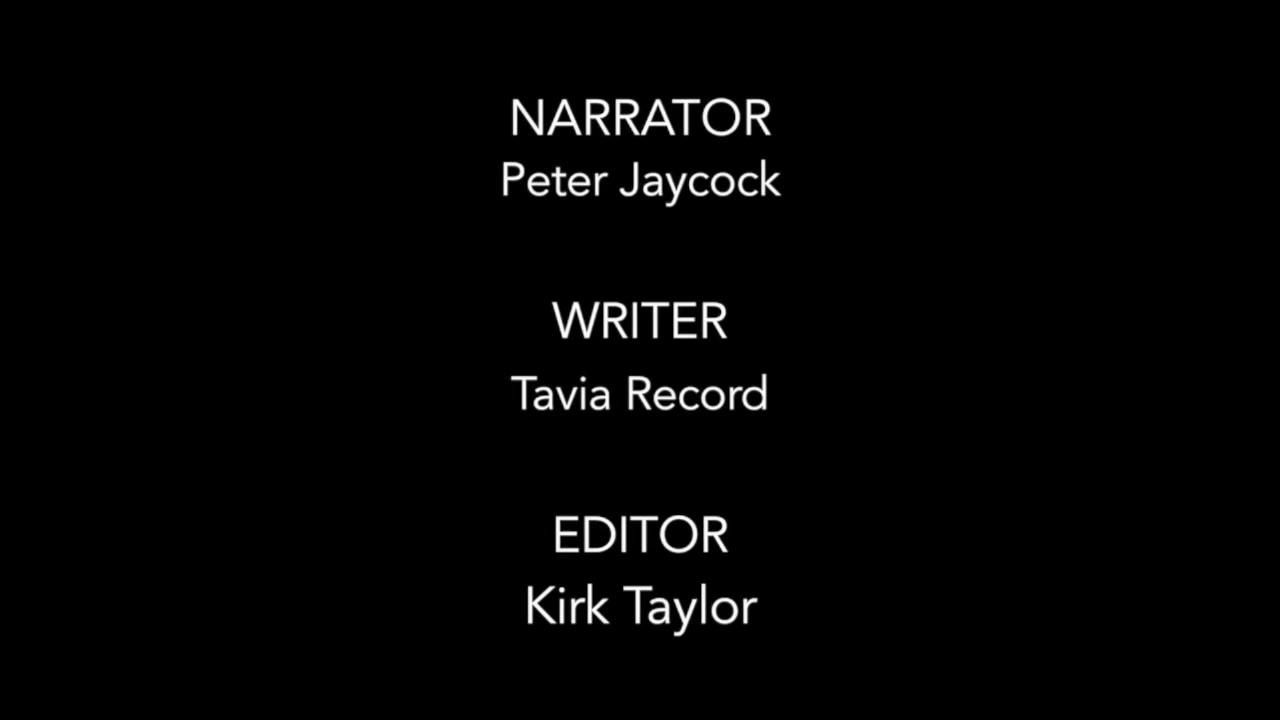 NARRATOR
Peter Jaycock
WRITER
Tavia Record
EDITOR
Kirk Taylor